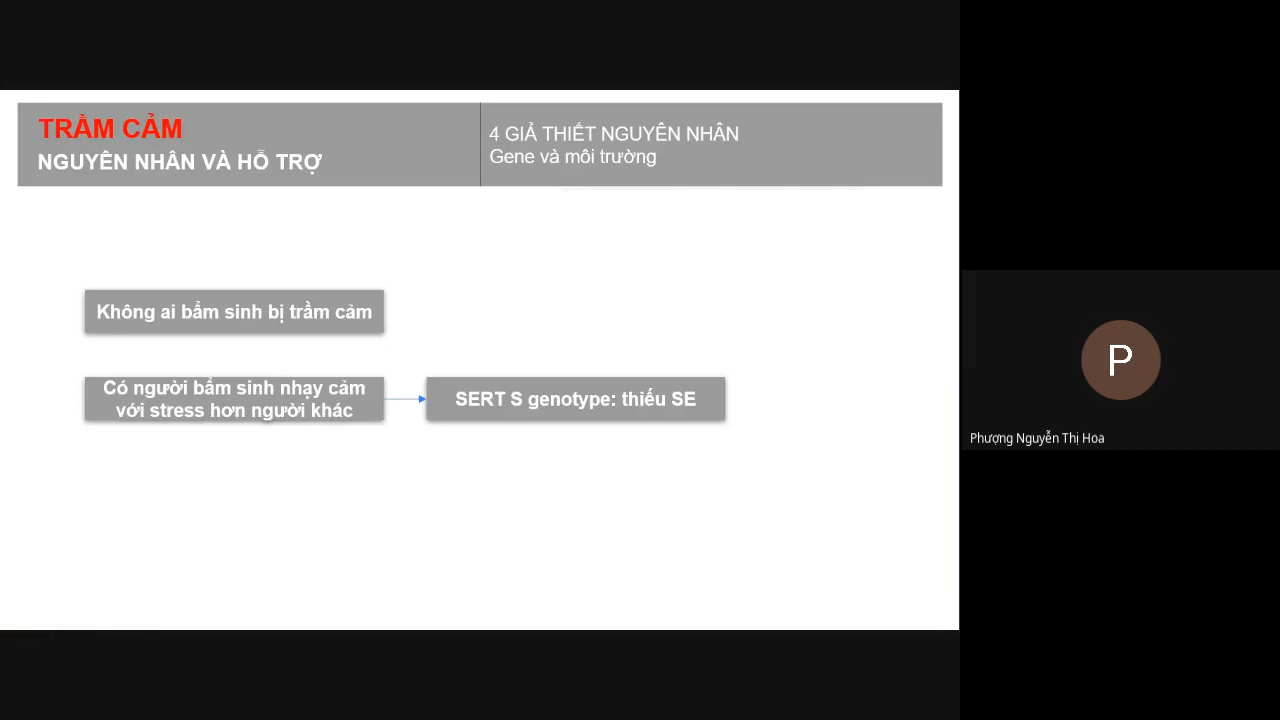 TRẦM CẢM
NGUYÊN NHÂN VÀ HỖ TRỢ
4 GIẢ THIẾT NGUYÊN NHÂN
Gene và môi trường
Không ai bẩm sinh bị trầm cảm
Có người bẩm sinh nhạy cảm
với stress hơn người khác
SERT S genotype: thiếu SE
P
Phượng Nguyễn Thị Hoa